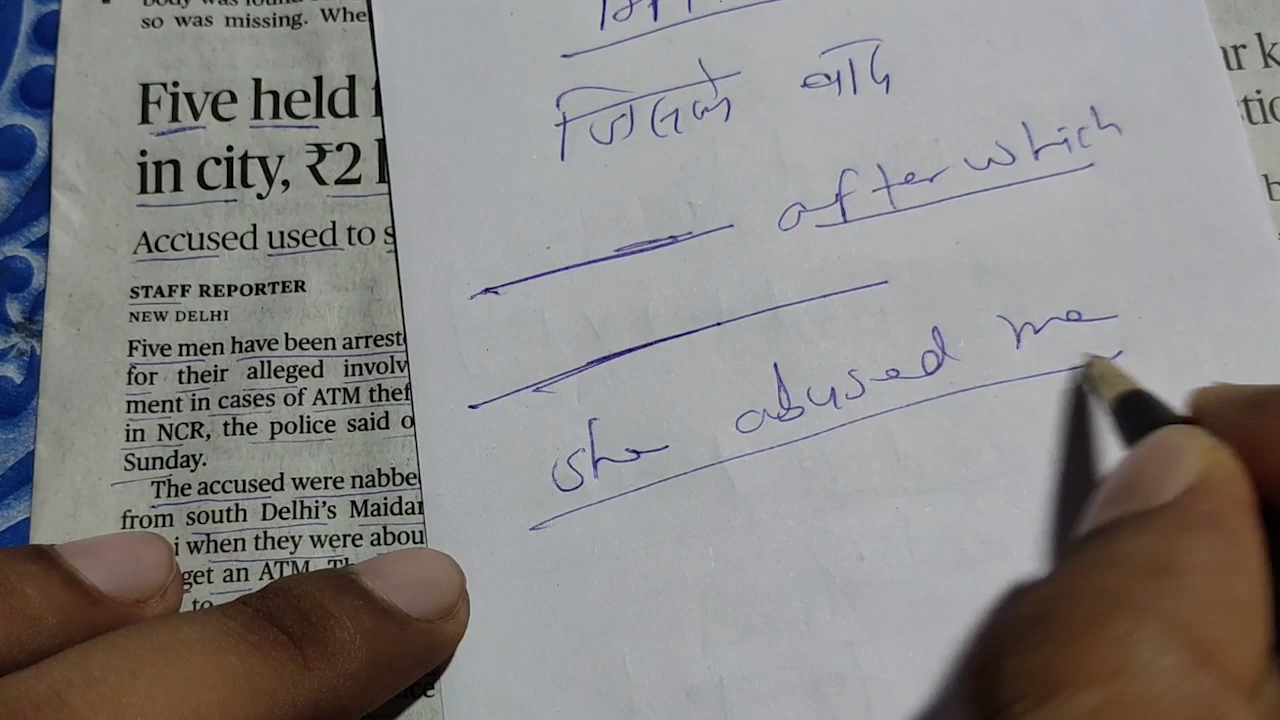 so was missing. Whe
Five held
in city, ₹2
Accused used to s
STAFF REPORTER
NEW DELHI
Five men have been arrest
for their alleged involv
ment in cases of ATM thef
in NCR, the police said o
Sunday.
The accused were nabbe
from south Delhi's Maidan
i when they were abou
get an ATM. Th
to
जिसके बाद
after which
she abused me